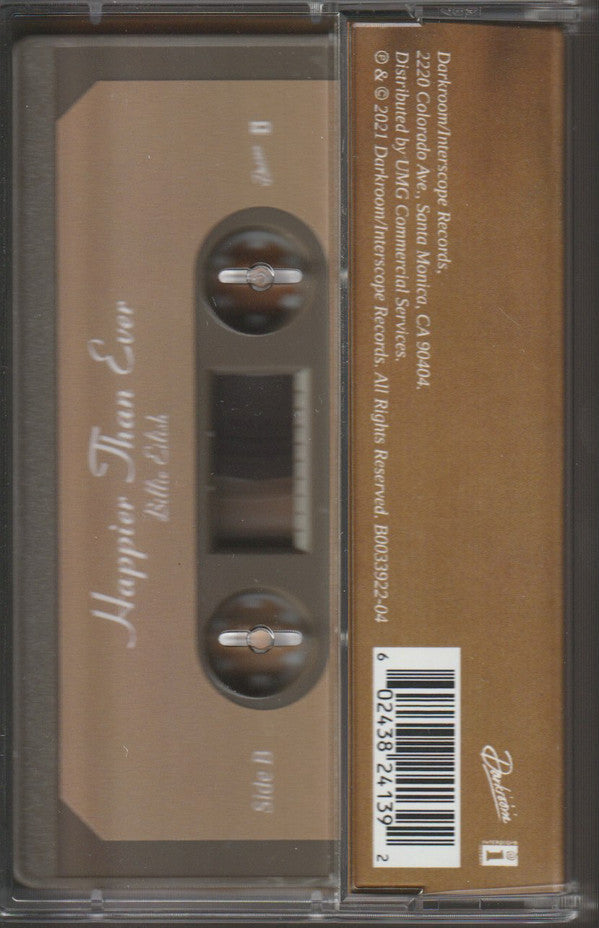 Happier Than Ever
Billie Eilish
Side B
Darkroom/Interscope Records,
2220 Colorado Ave., Santa Monica, CA 90404.
Distributed by UMG Commercial Services.
℗ & © 2021 Darkroom/Interscope Records. All Rights Reserved. B0033922-04
6 02438 24139 2
Darkroom
INTERSCOPE